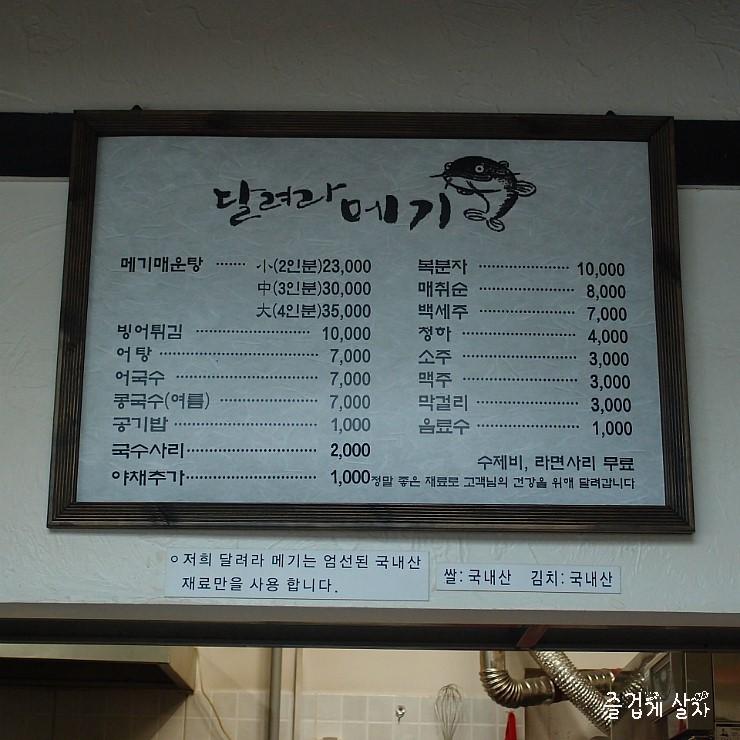 달려라 메기
메기매운탕 ······· 小(2인분)23,000
中(3인분)30,000
大(4인분)35,000
빙어튀김 ················ 10,000
어탕 ···················· 7,000
어국수 ·················· 7,000
콩국수(여름) ············· 7,000
공기밥 ·················· 1,000
국수사리 ················ 2,000
야채추가 ················ 1,000
복분자 ················ 10,000
매취순 ················ 8,000
백세주 ················ 7,000
청하 ·················· 4,000
소주 ·················· 3,000
맥주 ·················· 3,000
막걸리 ················ 3,000
음료수 ················ 1,000
수제비, 라면사리 무료
정말 좋은 재료로 고객님의 건강을 위해 달려갑니다
○ 저희 달려라 메기는 엄선된 국내산
재료만을 사용 합니다.
쌀: 국내산 김치: 국내산
즐겁게 살자